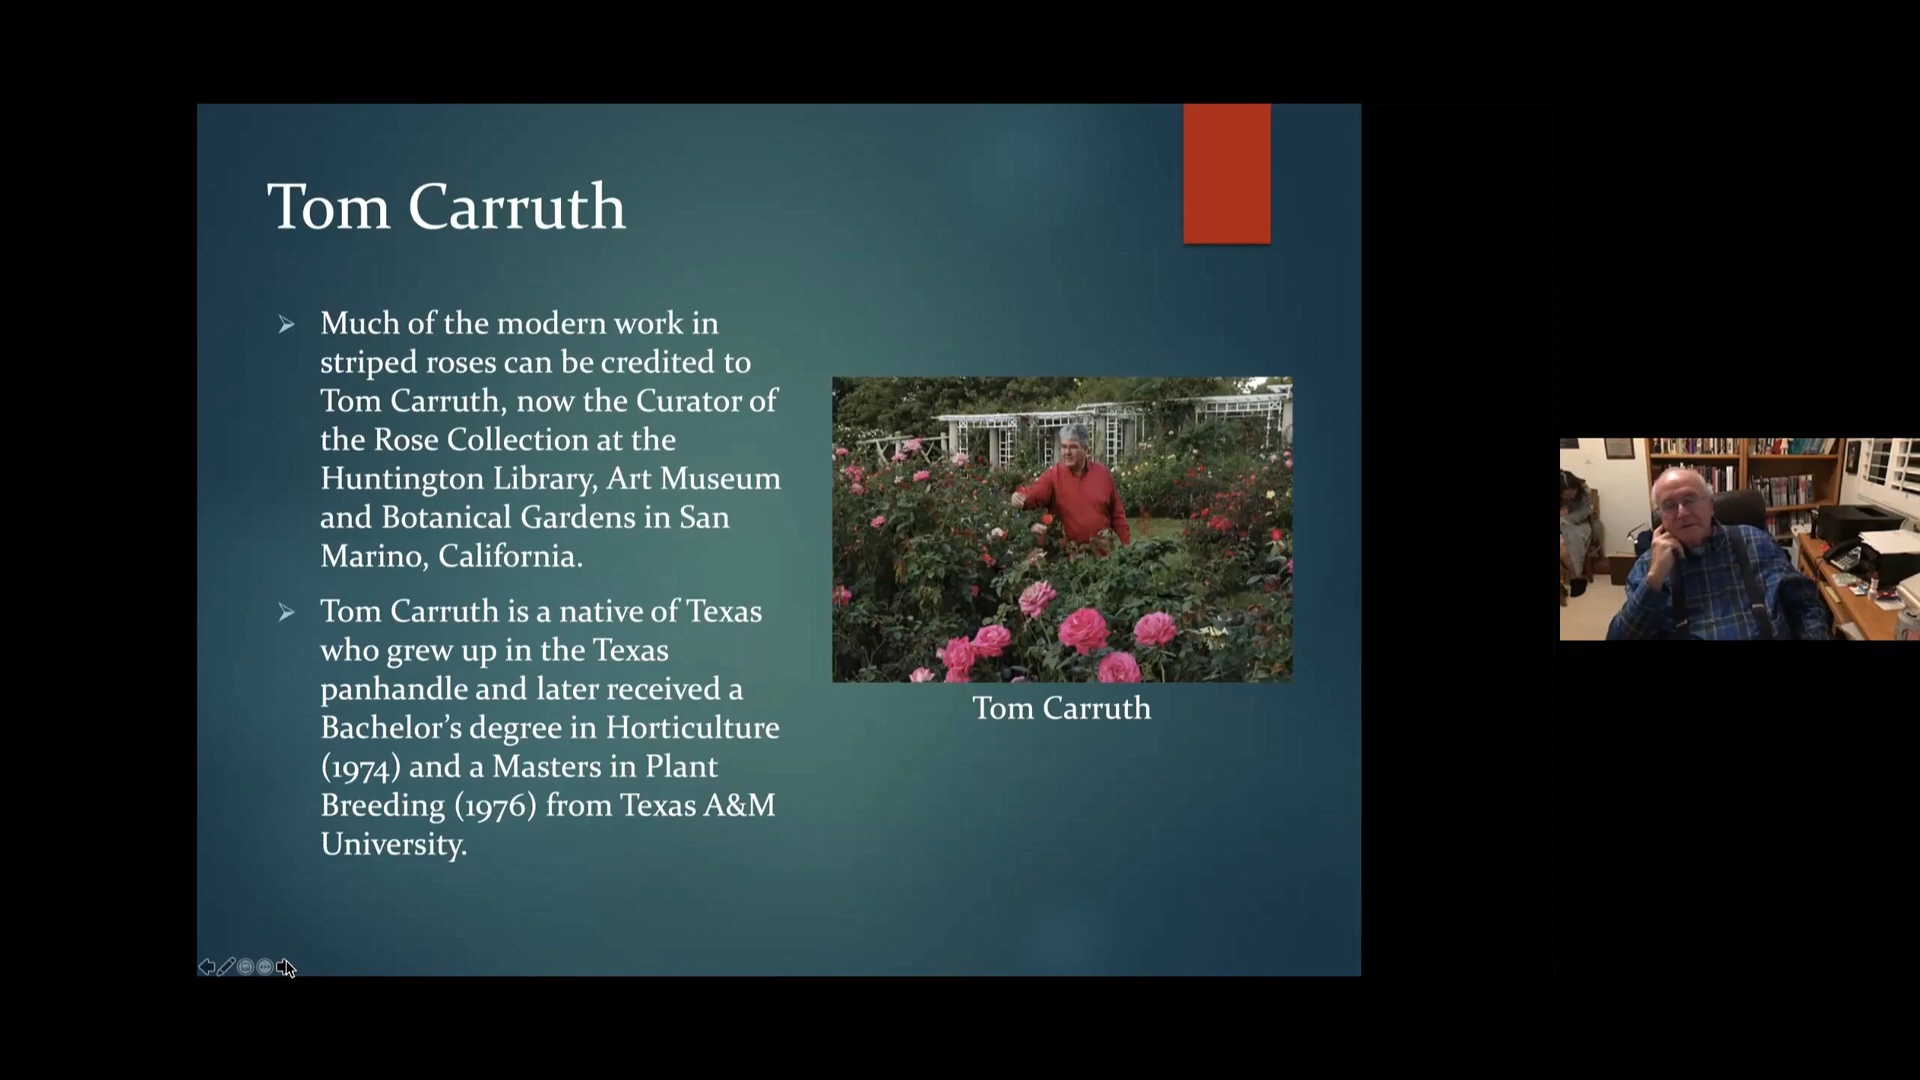 Tom Carruth
Much of the modern work in
striped roses can be credited to
Tom Carruth, now the Curator of
the Rose Collection at the
Huntington Library, Art Museum
and Botanical Gardens in San
Marino, California.
Tom Carruth is a native of Texas
who grew up in the Texas
panhandle and later received a
Bachelor’s degree in Horticulture
(1974) and a Masters in Plant
Breeding (1976) from Texas A&M
University.
Tom Carruth